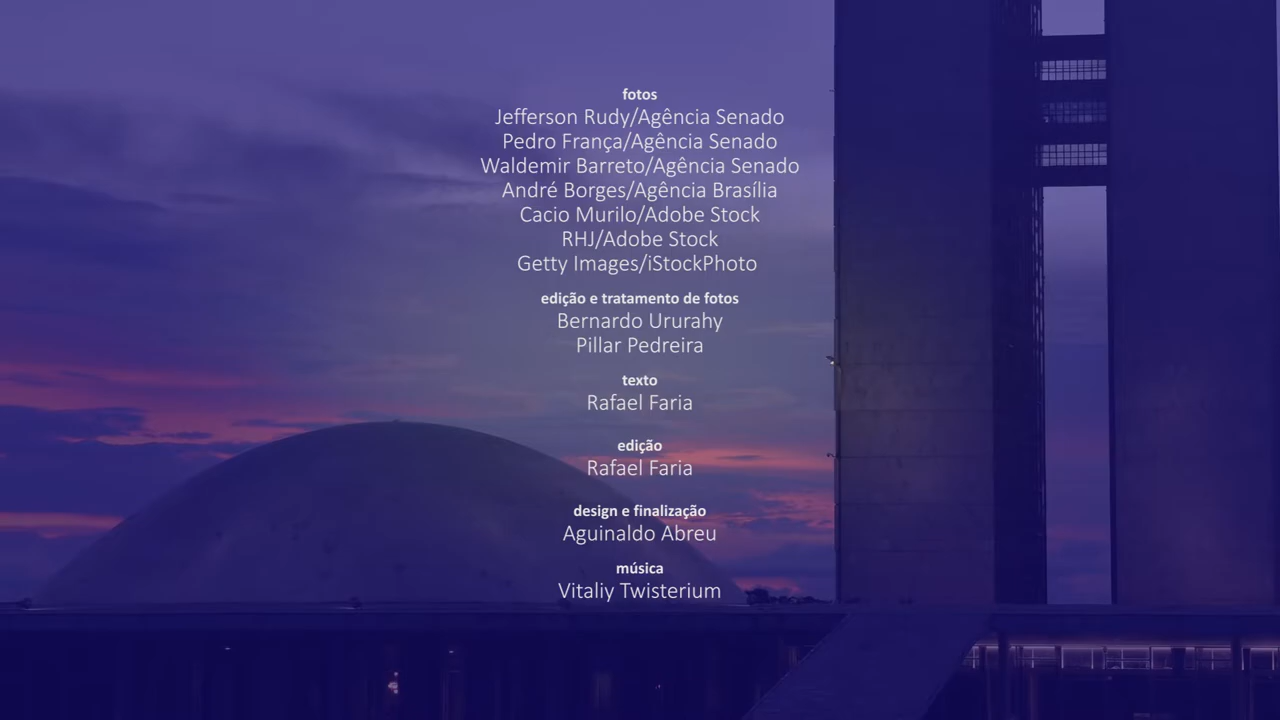 fotos
Jefferson Rudy/Agência Senado
Pedro França/Agência Senado
Waldemir Barreto/Agência Senado
André Borges/Agência Brasília
Cacio Murilo/Adobe Stock
RHJ/Adobe Stock
Getty Images/iStockPhoto
edição e tratamento de fotos
Bernardo Ururahy
Pillar Pedreira
texto
Rafael Faria
edição
Rafael Faria
design e finalização
Aguinaldo Abreu
música
Vitaliy Twisterium